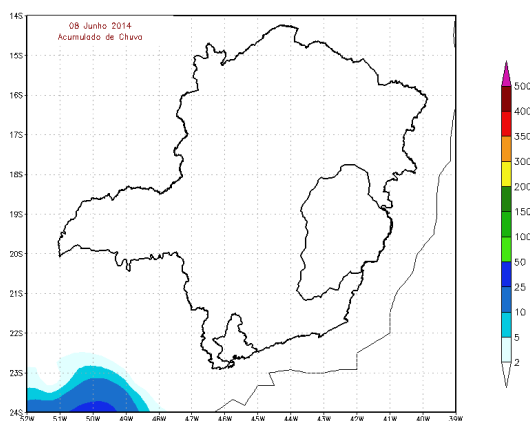 08 Junho 2014
Acumulado de Chuva
14S
15S
16S
17S
18S
19S
20S
21S
22S
23S
24S
52W
51W
50W
49W
48W
47W
46W
45W
44W
43W
42W
41W
40W
39W
500
400
350
300
200
150
100
50
25
10
5
2